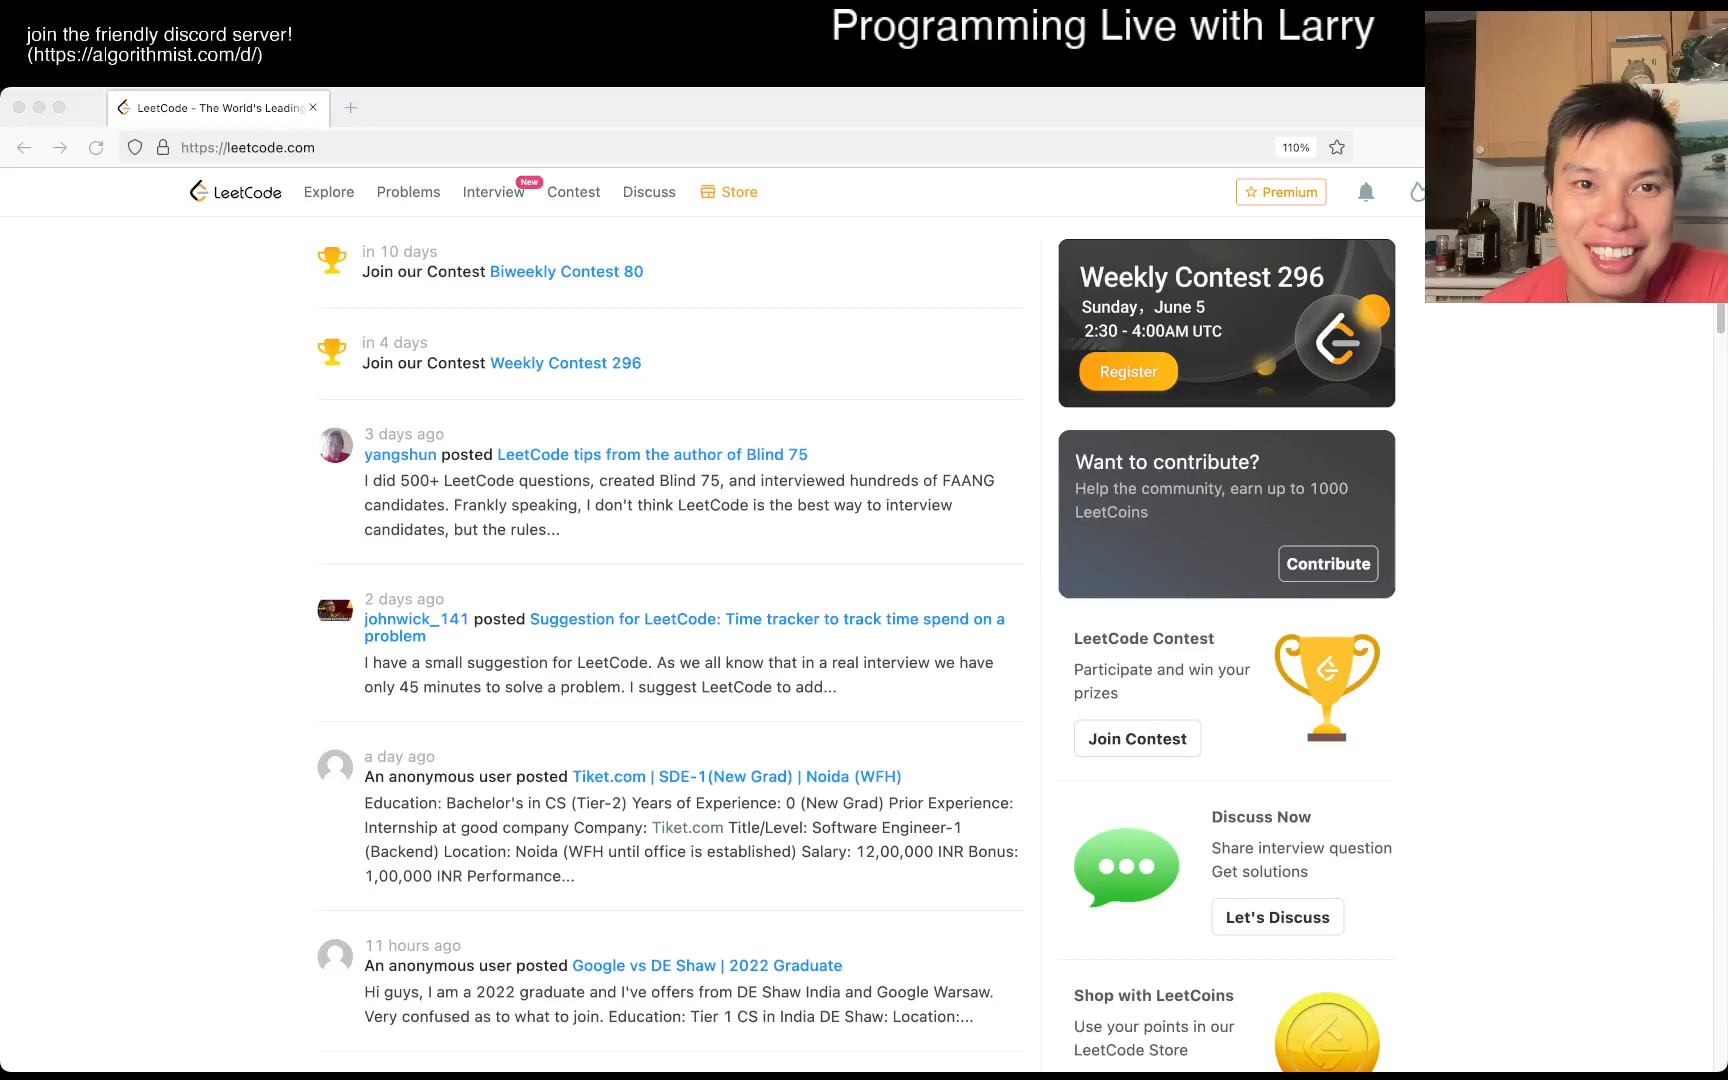 join the friendly discord server!
(https://algorithmist.com/d/)
Programming Live with Larry
LeetCode - The World's Leading
https://leetcode.com
110%
LeetCode
Explore
Problems
Interview
New
Contest
Discuss
Store
Premium
in 10 days
Join our Contest Biweekly Contest 80
in 4 days
Join our Contest Weekly Contest 296
3 days ago
yangshun posted LeetCode tips from the author of Blind 75
I did 500+ LeetCode questions, created Blind 75, and interviewed hundreds of FAANG
candidates. Frankly speaking, I don't think LeetCode is the best way to interview
candidates, but the rules...
2 days ago
johnwick_141 posted Suggestion for LeetCode: Time tracker to track time spend on a
problem
I have a small suggestion for LeetCode. As we all know that in a real interview we have
only 45 minutes to solve a problem. I suggest LeetCode to add...
a day ago
An anonymous user posted Tiket.com | SDE-1(New Grad) | Noida (WFH)
Education: Bachelor's in CS (Tier-2) Years of Experience: 0 (New Grad) Prior Experience:
Internship at good company Company: Tiket.com Title/Level: Software Engineer-1
(Backend) Location: Noida (WFH until office is established) Salary: 12,00,000 INR Bonus:
1,00,000 INR Performance...
11 hours ago
An anonymous user posted Google vs DE Shaw | 2022 Graduate
Hi guys, I am a 2022 graduate and I've offers from DE Shaw India and Google Warsaw.
Very confused as to what to join. Education: Tier 1 CS in India DE Shaw: Location:...
Weekly Contest 296
Sunday, June 5
2:30 - 4:00AM UTC
Register
Want to contribute?
Help the community, earn up to 1000
LeetCoins
Contribute
LeetCode Contest
Participate and win your
prizes
Join Contest
Discuss Now
Share interview question
Get solutions
Let's Discuss
Shop with LeetCoins
Use your points in our
LeetCode Store